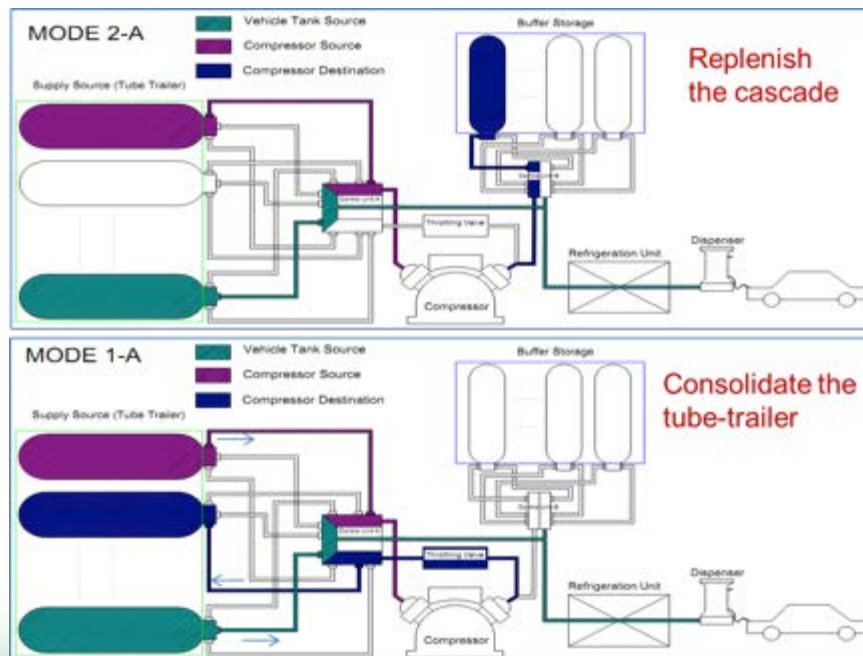 MODE 2-A
Vehicle Tank Source
Compressor Source
Compressor Destination
Supply Source (Tube Trailer)
Buffer Storage
Replenish
the cascade
Throttling Valve
Compressor
Refrigeration Unit
Dispenser
MODE 1-A
Vehicle Tank Source
Compressor Source
Compressor Destination
Supply Source (Tube Trailer)
Buffer Storage
Consolidate the
tube-trailer
Throttling Valve
Compressor
Refrigeration Unit
Dispenser